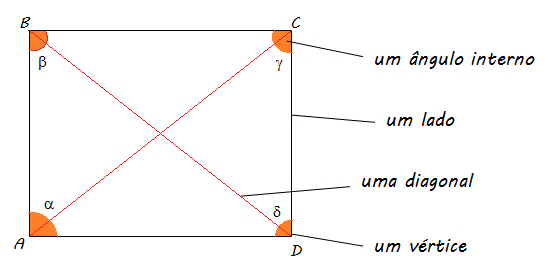 B
C
β
γ
um ângulo interno
um lado
uma diagonal
α
δ
A
D
um vértice